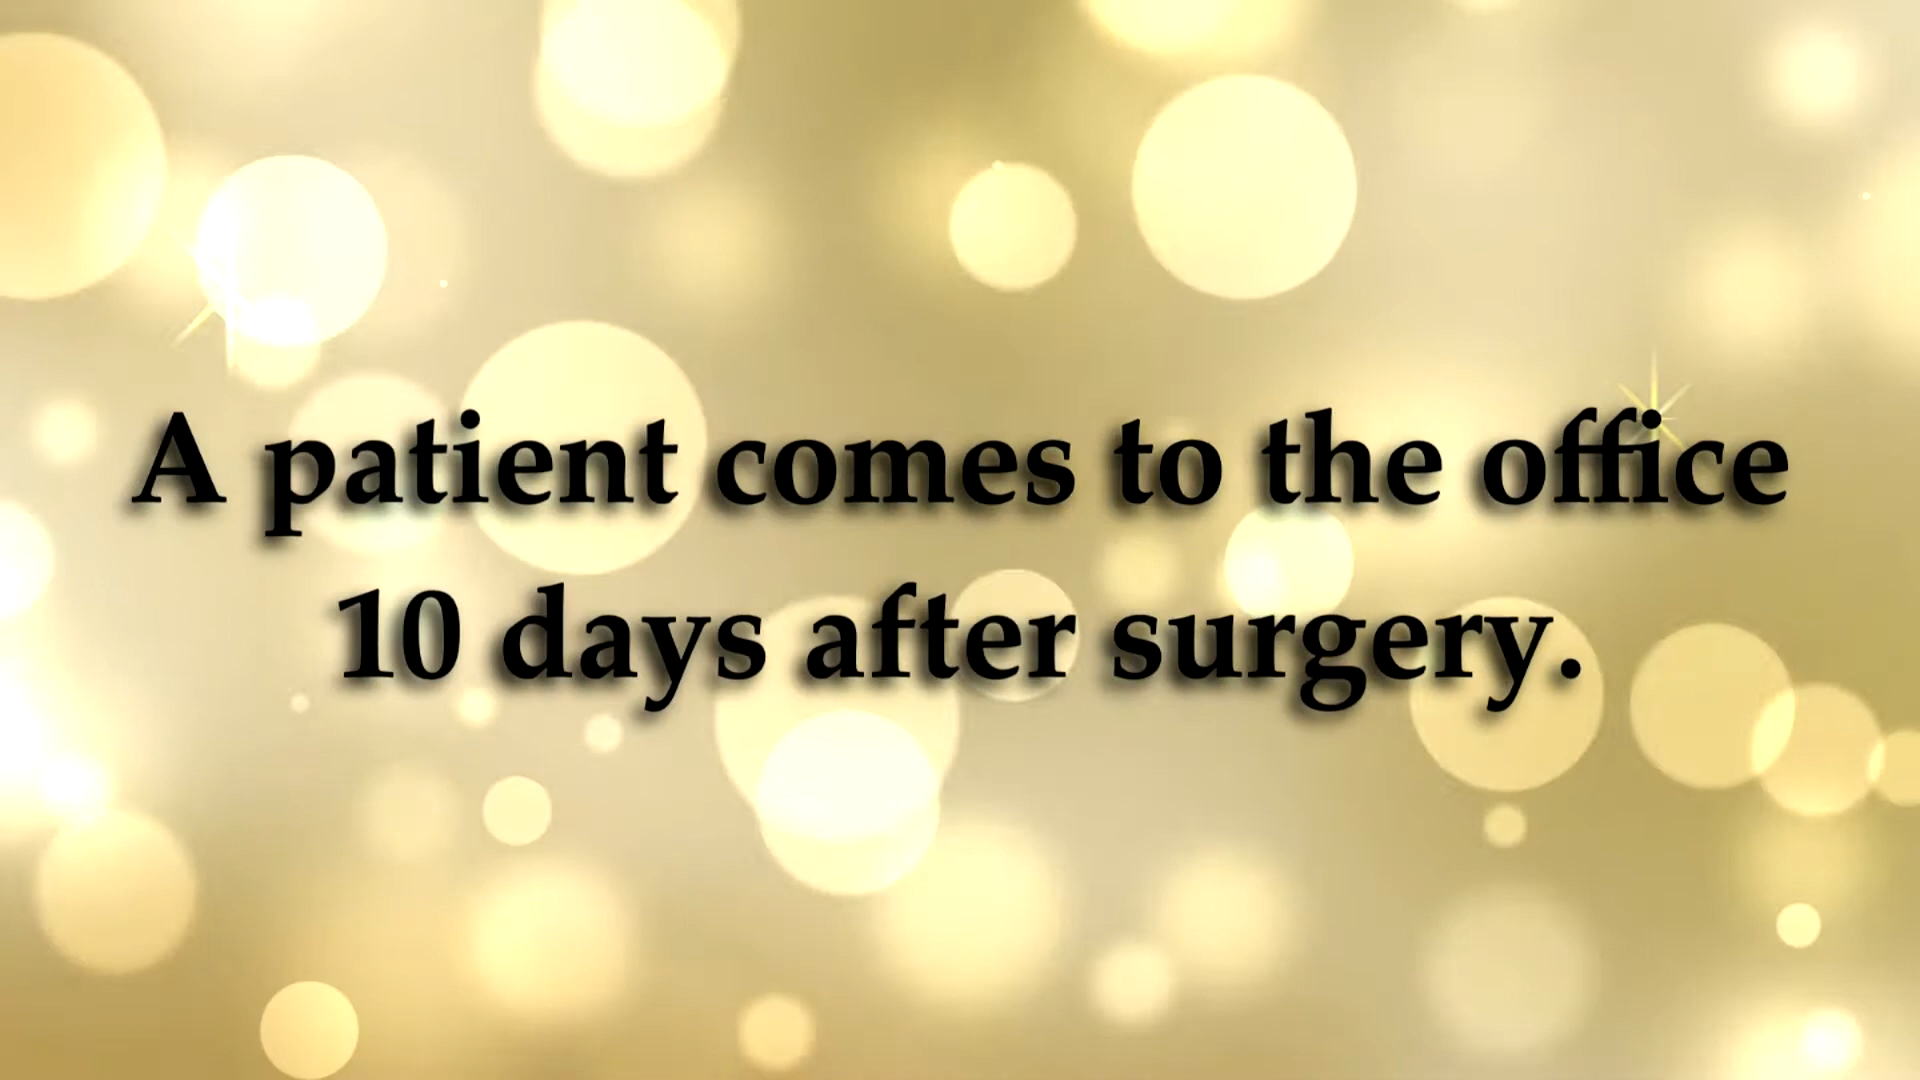 A patient comes to the office
10 days after surgery.